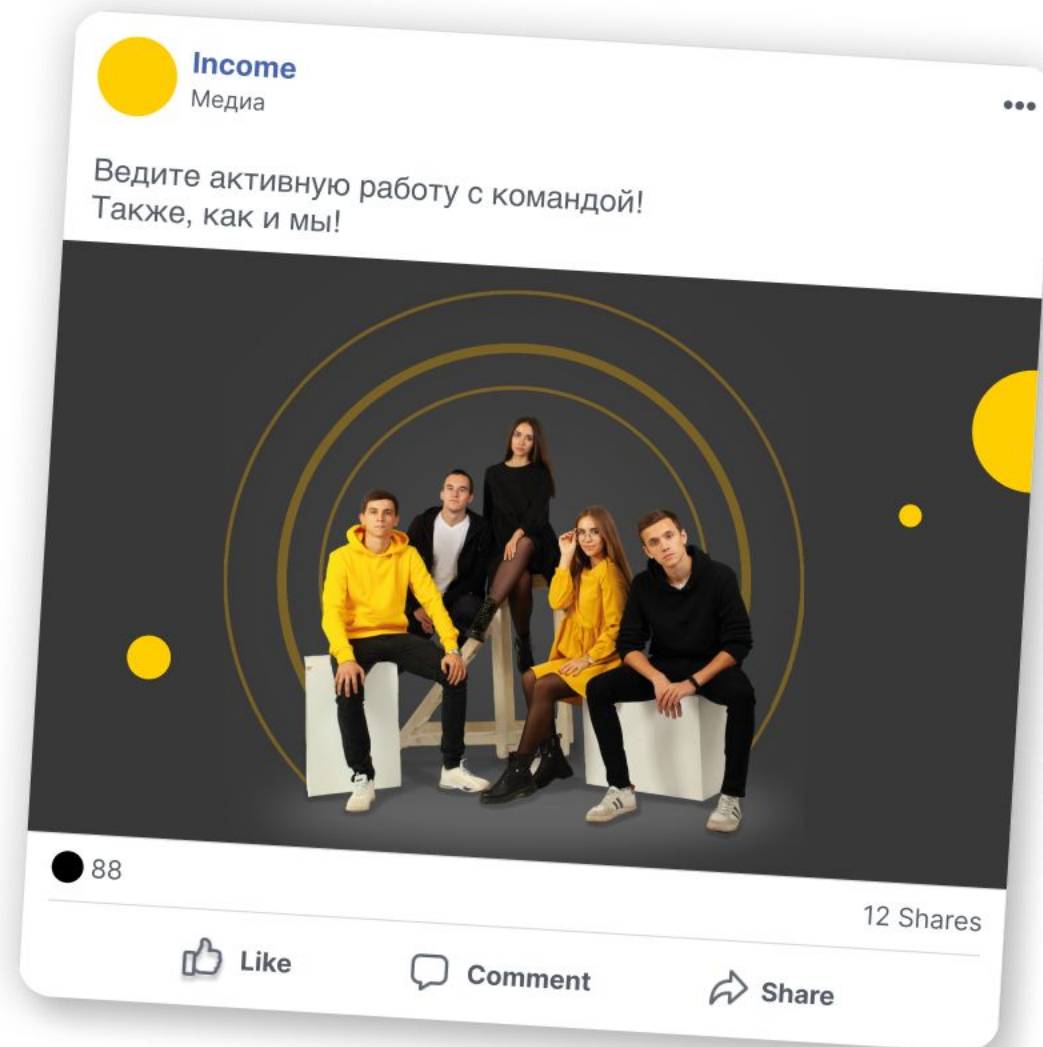 Income
Медиа
Ведите активную работу с командой!
Также, как и мы!
88
12 Shares
Like
Comment
Share